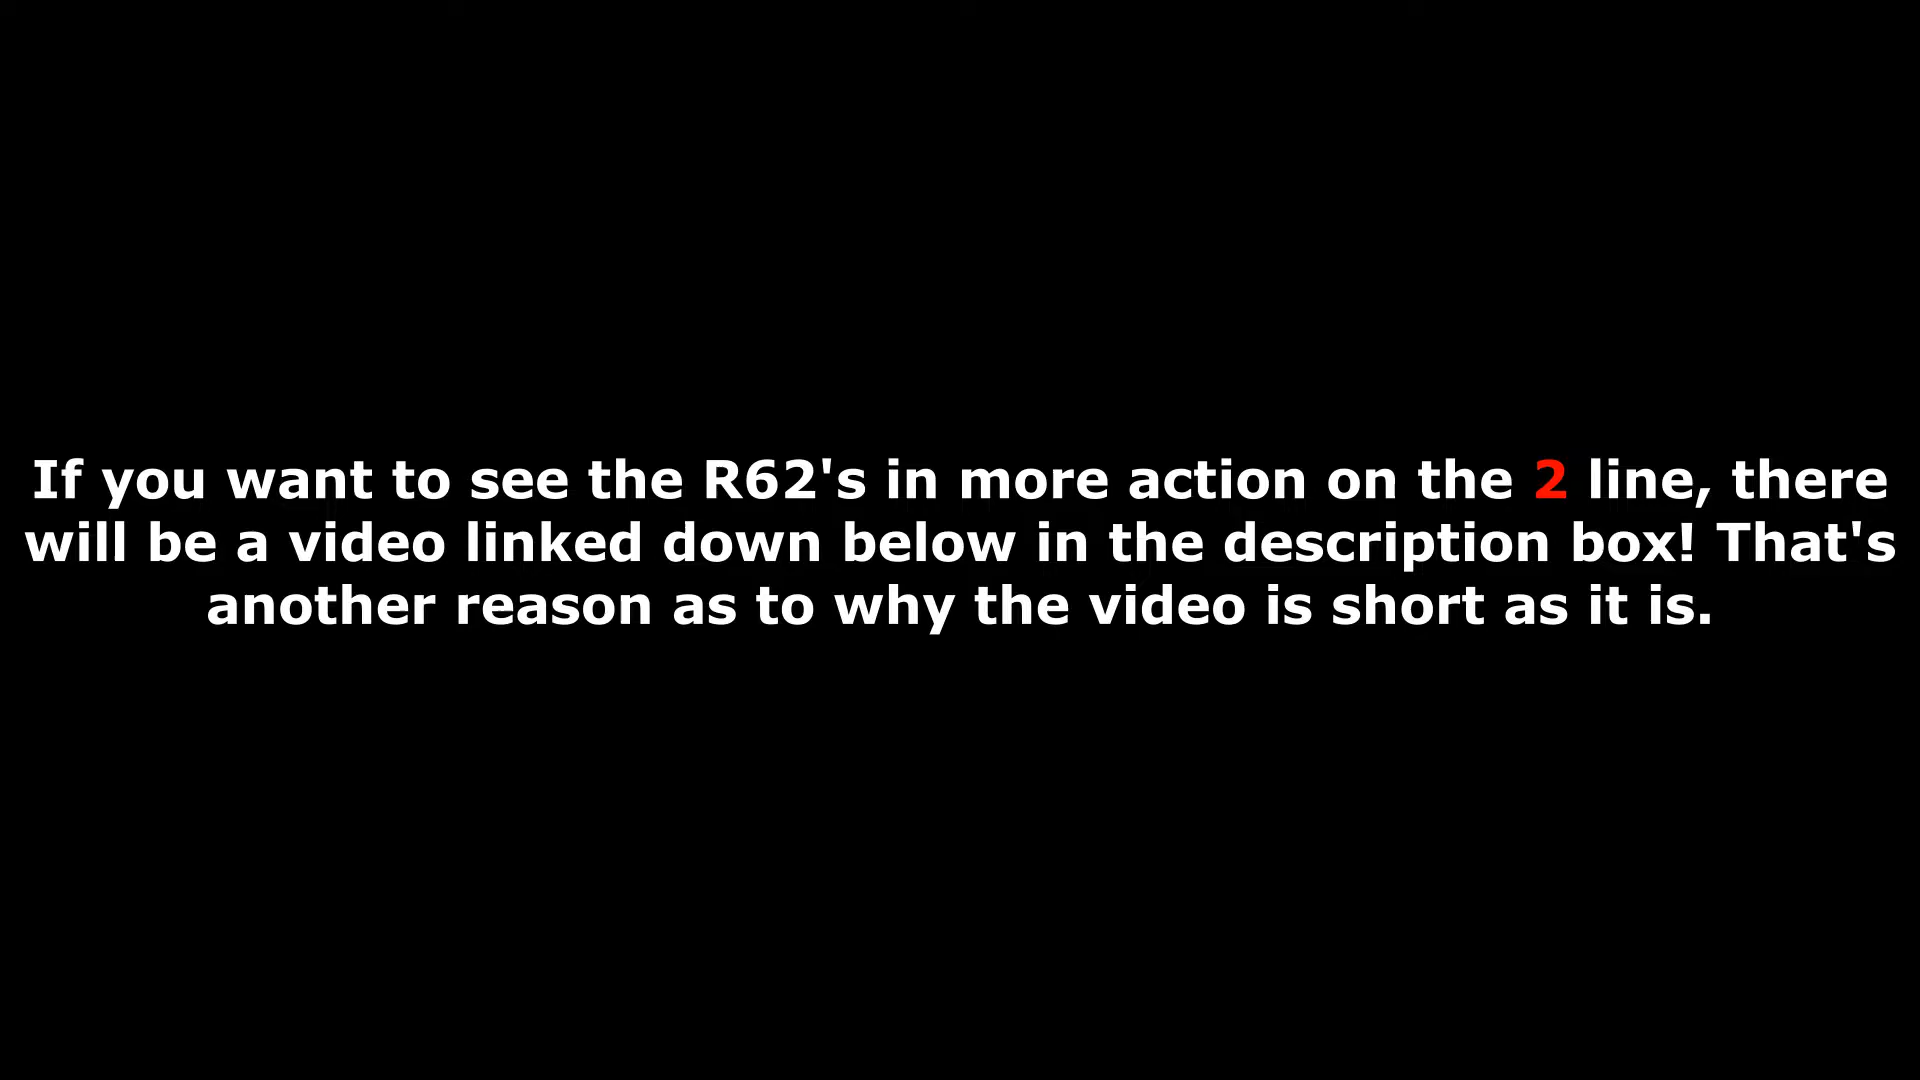 If you want to see the R62's in more action on the 2 line, there
will be a video linked down below in the description box! That's
another reason as to why the video is short as it is.